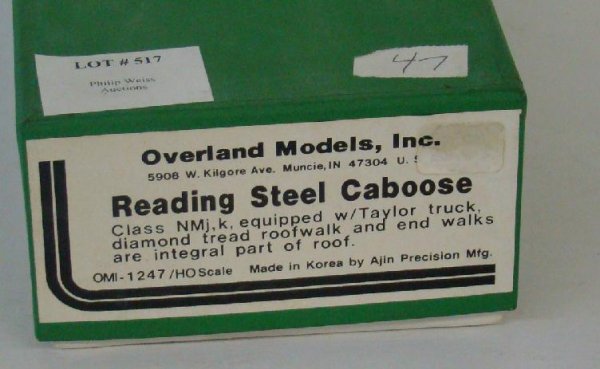 LOT # 517
Philip Weiss
Auctions
47
Overland Models, Inc.
5908 W. Kilgore Ave. Muncie, IN 47304 U. S
Reading Steel Caboose
Class NMj,k, equipped w/Taylor truck,
diamond tread roofwalk and end walks
are integral part of roof.
OMI-1247/HO Scale Made in Korea by Ajin Precision Mfg.